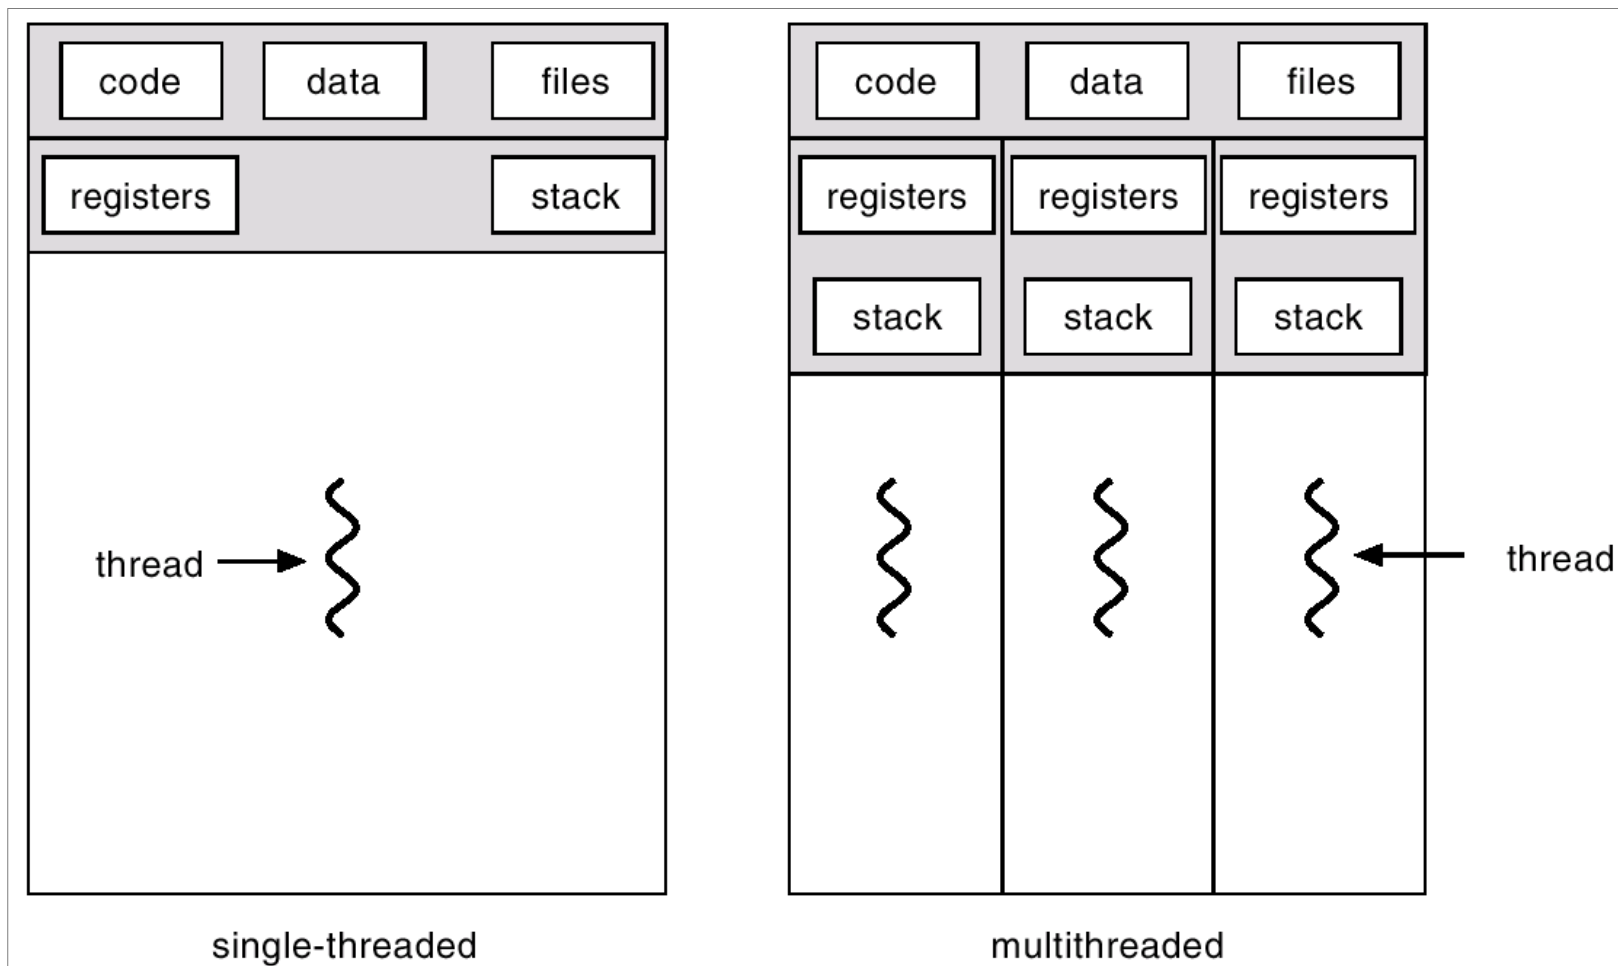 code data files
registers stack
thread
single-threaded
code data files
registers registers registers
stack stack stack
thread
multithreaded